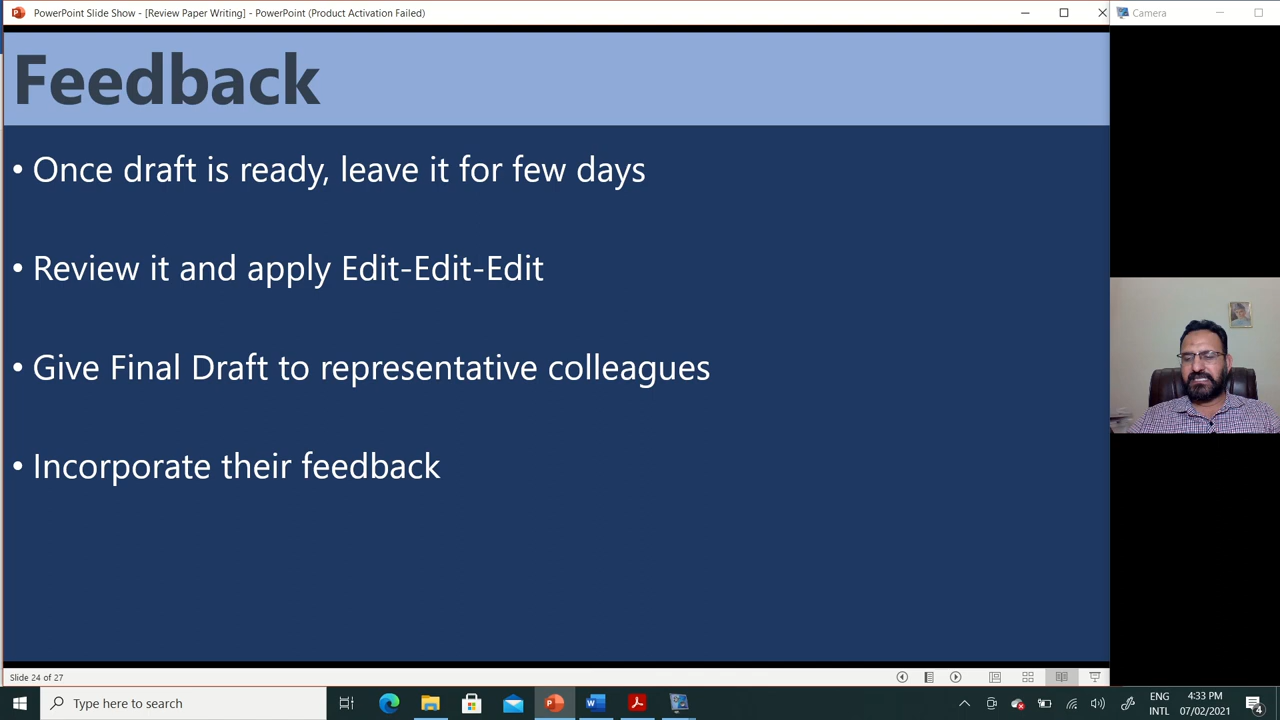 PowerPoint Slide Show - [Review Paper Writing] - PowerPoint (Product Activation Failed)
Camera
Feedback
• Once draft is ready, leave it for few days
• Review it and apply Edit-Edit-Edit
• Give Final Draft to representative colleagues
• Incorporate their feedback
Slide 24 of 27
Type here to search
ENG
INTL
4:33 PM
07/02/2021
4